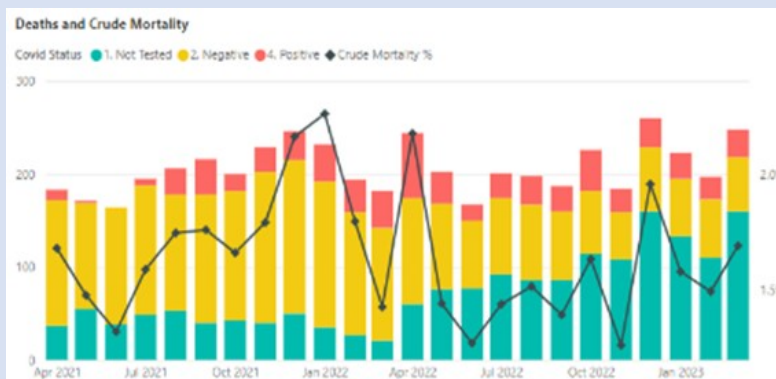 Deaths and Crude Mortality
Covid Status 1. Not Tested 2. Negative 4. Positive Crude Mortality %
300
200
100
0
2.0
1.5
Apr 2021 Jul 2021 Oct 2021 Jan 2022 Apr 2022 Jul 2022 Oct 2022 Jan 2023